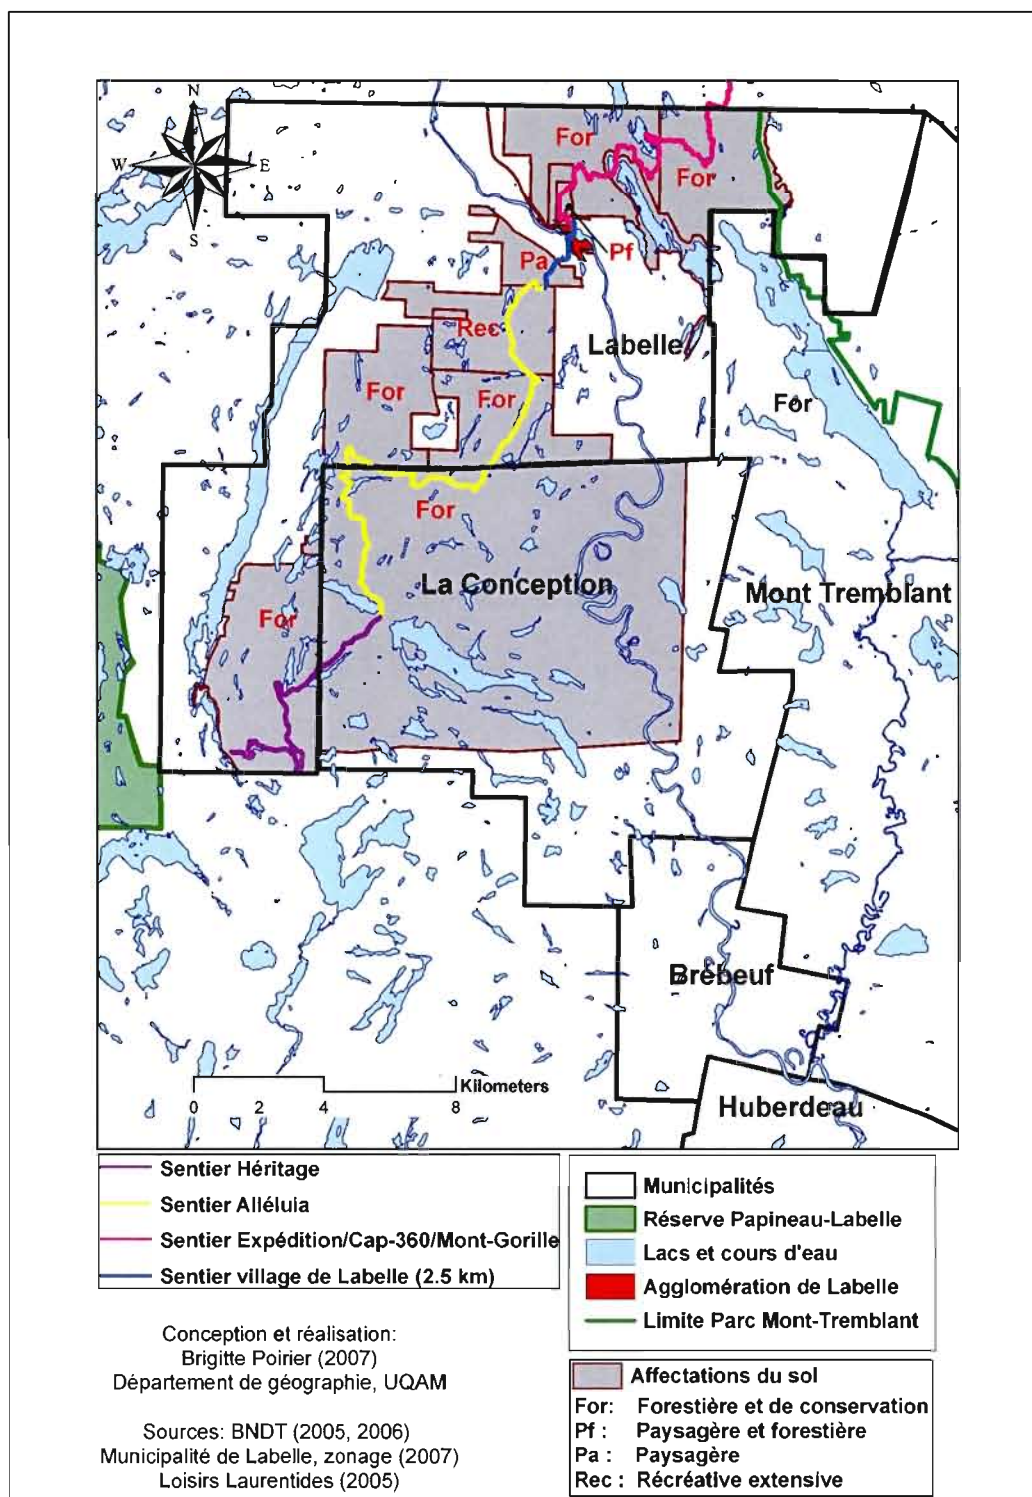 N
W E
S
For
For
Pa
Pf
Rec
Labelle
For
For
For
For
La Conception
Mont Tremblant
For
Brébeuf
Kilometers
0 2 4 8
Huberdeau
Sentier Héritage
Sentier Alléluia
Sentier Expédition/Cap-360/Mont-Gorille
Sentier village de Labelle (2.5 km)
Municipalités
Réserve Papineau-Labelle
Lacs et cours d'eau
Agglomération de Labelle
Limite Parc Mont-Tremblant
Conception et réalisation:
Brigitte Poirier (2007)
Département de géographie, UQAM
Sources: BNDT (2005, 2006)
Municipalité de Labelle, zonage (2007)
Loisirs Laurentides (2005)
Affectations du sol
For: Forestière et de conservation
Pf : Paysagère et forestière
Pa : Paysagère
Rec : Récréative extensive